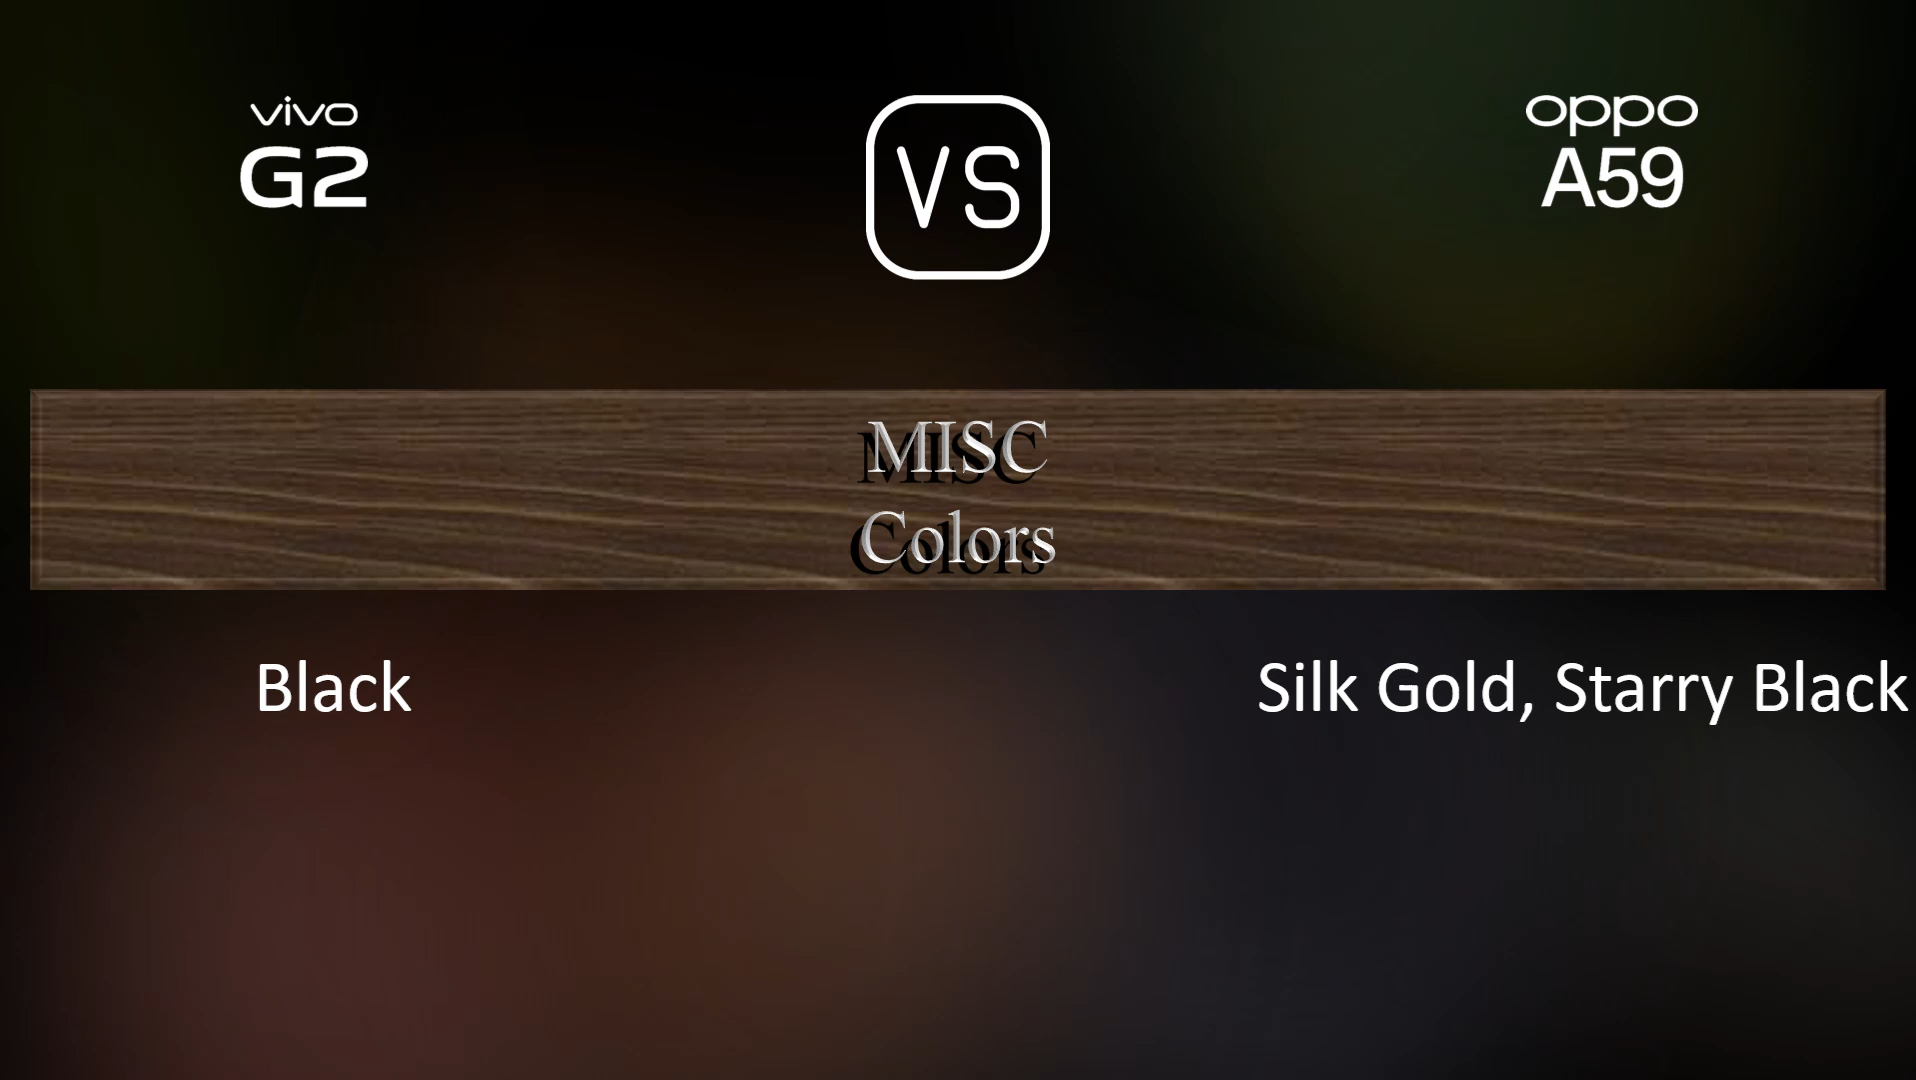 vivo
G2
VS
oppo
A59
MISC
Colors
Black
Silk Gold, Starry Black